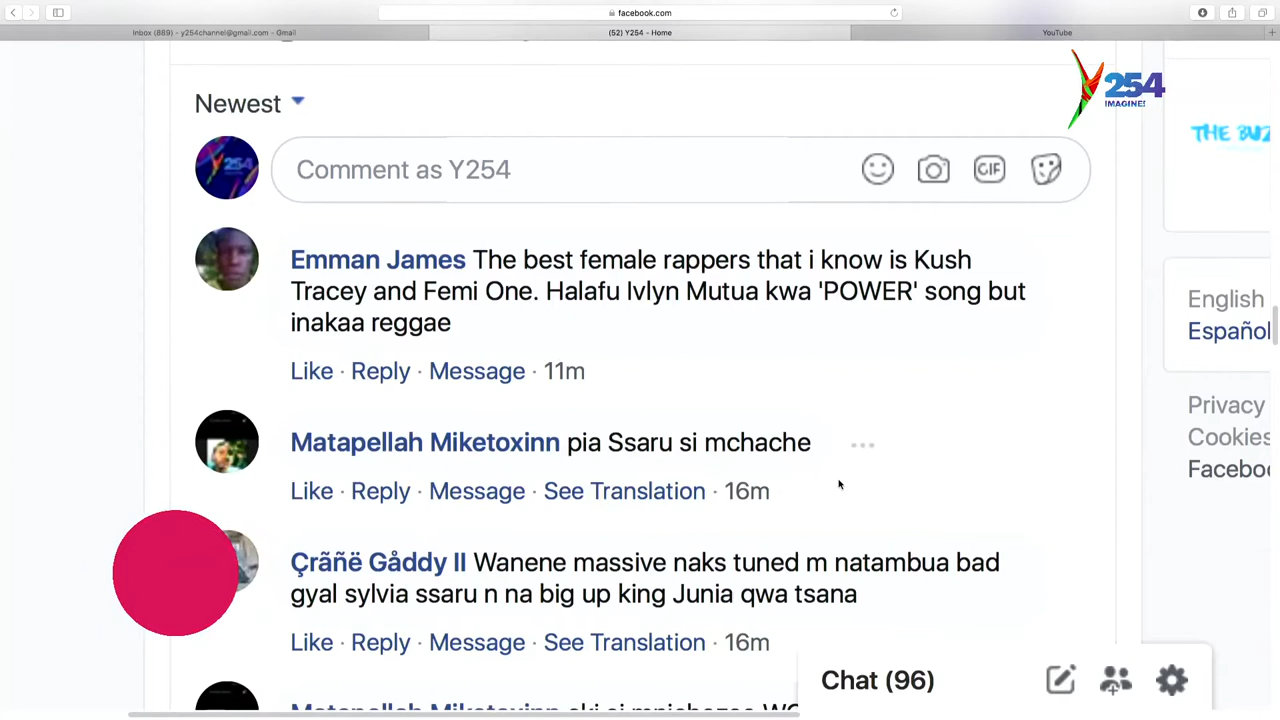 facebook.com
Inbox (889) - y254channel@gmail.com - Gmail
(52) Y254 - Home
YouTube
Y254
IMAGINE!
Newest
THE BUZ
Comment as Y254
GIF
Emman James The best female rappers that i know is Kush
Tracey and Femi One. Halafu lvlyn Mutua kwa 'POWER' song but
inakaa reggae
Like · Reply · Message · 11m
English
Español
Matapellah Miketoxinn pia Ssaru si mchache
Like · Reply · Message · See Translation · 16m
Privacy
Cookies
Faceboo
Çrãñë Gåddy II Wanene massive naks tuned m natambua bad
gyal sylvia ssaru n na big up king Junia qwa tsana
Like · Reply · Message · See Translation · 16m
Chat (96)
Matapellah Miketoxinn